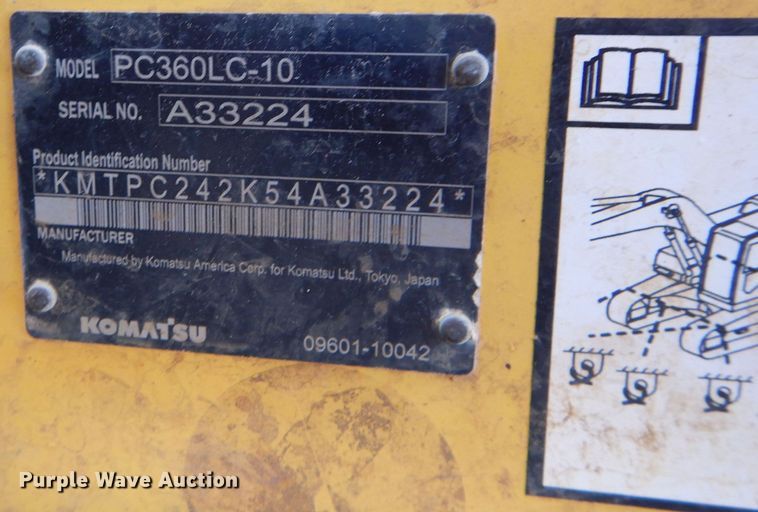 MODEL PC360LC-10
SERIAL NO. A33224
Product Identification Number
*KMTPC242K54A33224*
MANUFACTURER
Manufactured by Komatsu America Corp. for Komatsu Ltd., Tokyo, Japan
KOMATSU 09601-10042
Purple Wave Auction